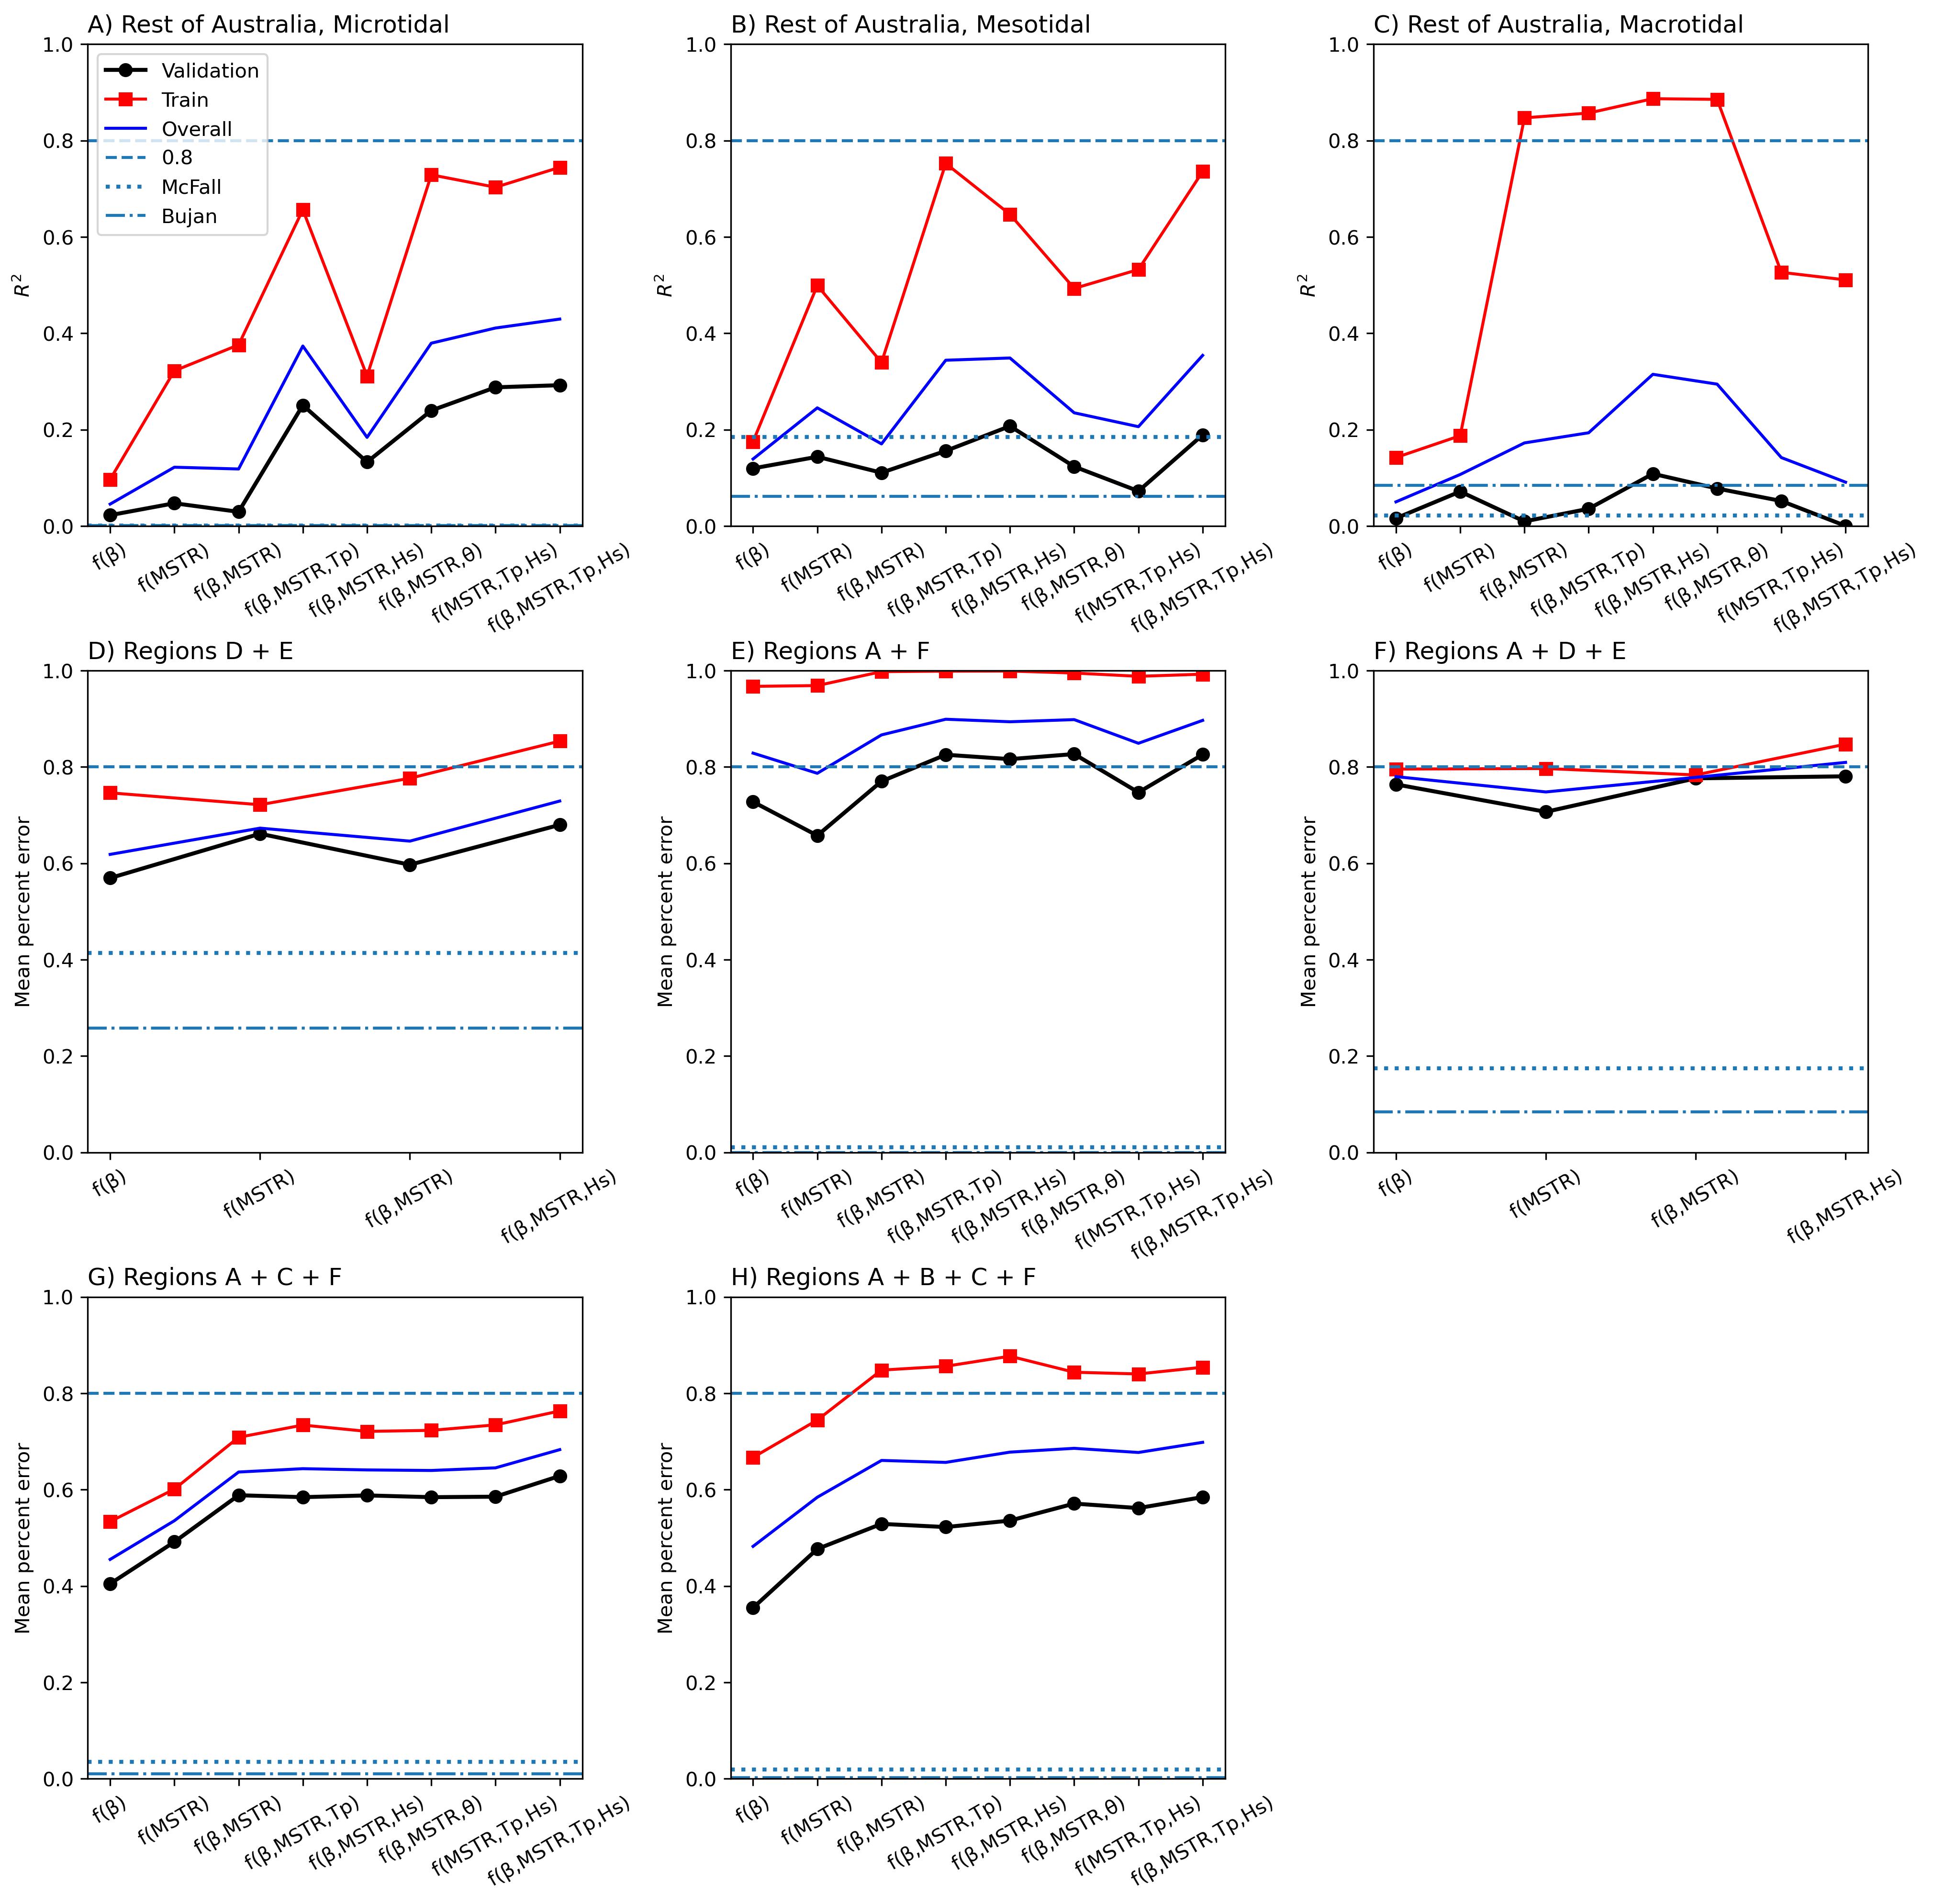 A) Rest of Australia, Microtidal
1.0
0.8
0.6
0.4
0.2
0.0
R²
Validation
Train
Overall
0.8
McFall
Bujan
f(β)
f(MSTR)
f(β,MSTR)
f(β,MSTR,Tp)
f(β,MSTR,Hs)
f(β,MSTR,θ)
f(MSTR,Tp,Hs)
f(β,MSTR,Tp,Hs)
B) Rest of Australia, Mesotidal
1.0
0.8
0.6
0.4
0.2
0.0
R²
f(β)
f(MSTR)
f(β,MSTR)
f(β,MSTR,Tp)
f(β,MSTR,Hs)
f(β,MSTR,θ)
f(MSTR,Tp,Hs)
f(β,MSTR,Tp,Hs)
C) Rest of Australia, Macrotidal
1.0
0.8
0.6
0.4
0.2
0.0
R²
f(β)
f(MSTR)
f(β,MSTR)
f(β,MSTR,Tp)
f(β,MSTR,Hs)
f(β,MSTR,θ)
f(MSTR,Tp,Hs)
f(β,MSTR,Tp,Hs)
D) Regions D + E
1.0
0.8
0.6
0.4
0.2
0.0
Mean percent error
f(β)
f(MSTR)
f(β,MSTR)
f(β,MSTR,Hs)
E) Regions A + F
1.0
0.8
0.6
0.4
0.2
0.0
Mean percent error
f(β)
f(MSTR)
f(β,MSTR)
f(β,MSTR,Tp)
f(β,MSTR,Hs)
f(β,MSTR,θ)
f(MSTR,Tp,Hs)
f(β,MSTR,Tp,Hs)
F) Regions A + D + E
1.0
0.8
0.6
0.4
0.2
0.0
Mean percent error
f(β)
f(MSTR)
f(β,MSTR)
f(β,MSTR,Hs)
G) Regions A + C + F
1.0
0.8
0.6
0.4
0.2
0.0
Mean percent error
f(β)
f(MSTR)
f(β,MSTR)
f(β,MSTR,Tp)
f(β,MSTR,Hs)
f(β,MSTR,θ)
f(MSTR,Tp,Hs)
f(β,MSTR,Tp,Hs)
H) Regions A + B + C + F
1.0
0.8
0.6
0.4
0.2
0.0
Mean percent error
f(β)
f(MSTR)
f(β,MSTR)
f(β,MSTR,Tp)
f(β,MSTR,Hs)
f(β,MSTR,θ)
f(MSTR,Tp,Hs)
f(β,MSTR,Tp,Hs)